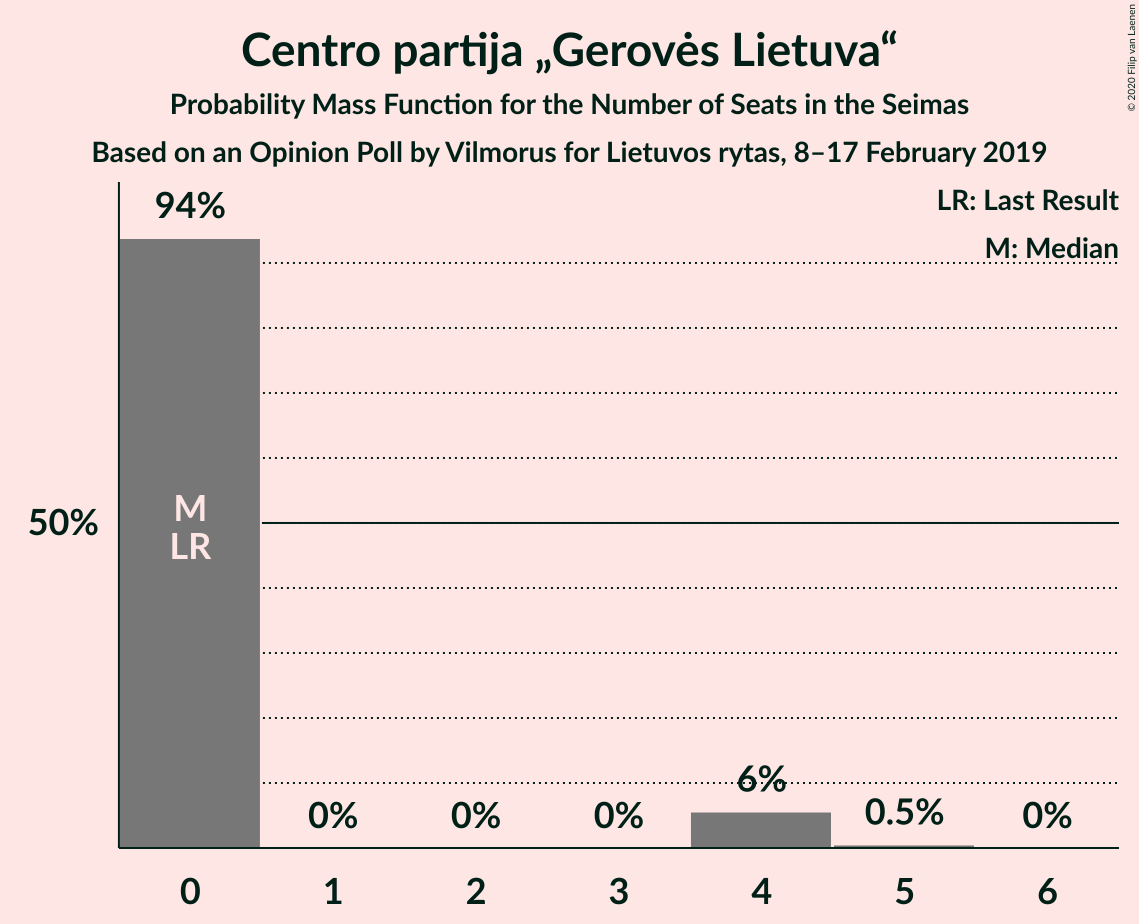 Centro partija „Gerovės Lietuva“
Probability Mass Function for the Number of Seats in the Seimas
Based on an Opinion Poll by Vilmorus for Lietuvos rytas, 8–17 February 2019
© 2020 Filip van Laenen
LR: Last Result
M: Median
94%
50%
M
LR
0% 0% 0% 6% 0.5% 0%
0 1 2 3 4 5 6